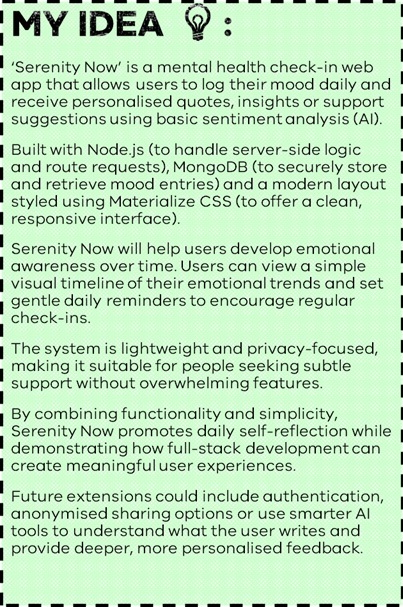 MY IDEA :
‘Serenity Now’ is a mental health check-in web
app that allows users to log their mood daily and
receive personalised quotes, insights or support
suggestions using basic sentiment analysis (AI).
Built with Node.js (to handle server-side logic
and route requests), MongoDB (to securely store
and retrieve mood entries) and a modern layout
styled using Materialize CSS (to offer a clean,
responsive interface).
Serenity Now will help users develop emotional
awareness over time. Users can view a simple
visual timeline of their emotional trends and set
gentle daily reminders to encourage regular
check-ins.
The system is lightweight and privacy-focused,
making it suitable for people seeking subtle
support without overwhelming features.
By combining functionality and simplicity,
Serenity Now promotes daily self-reflection while
demonstrating how full-stack development can
create meaningful user experiences.
Future extensions could include authentication,
anonymised sharing options or use smarter AI
tools to understand what the user writes and
provide deeper, more personalised feedback.